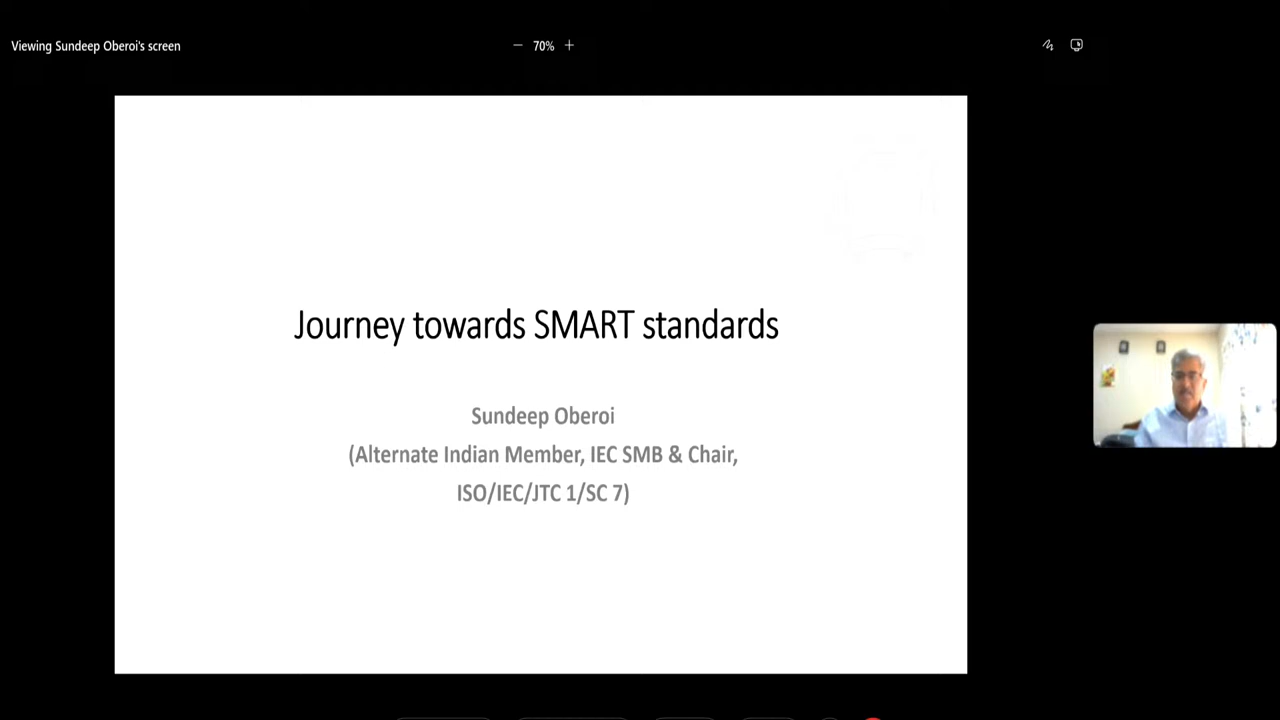 Viewing Sundeep Oberoi's screen
70%
Journey towards SMART standards
Sundeep Oberoi
(Alternate Indian Member, IEC SMB & Chair,
ISO/IEC/JTC 1/SC 7)